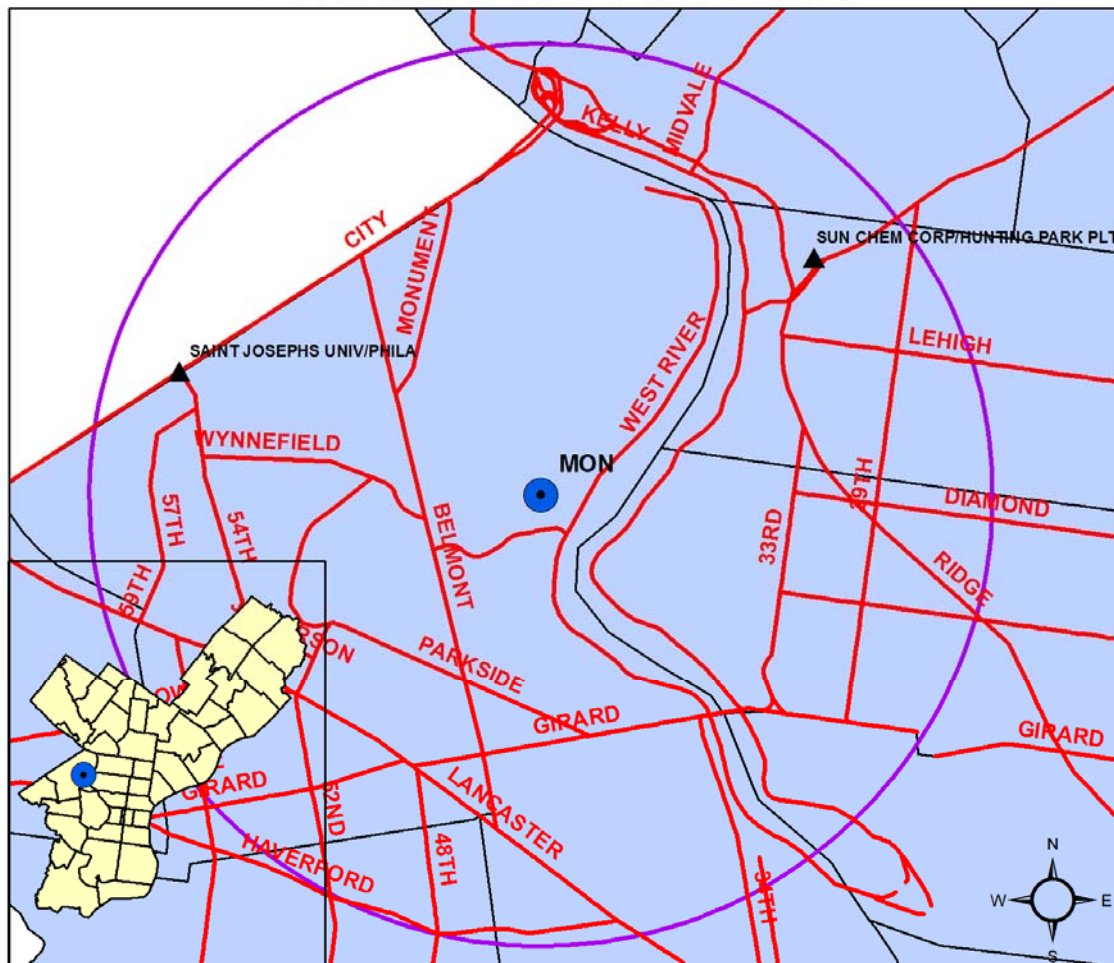 KELLY
MIDVALE
CITY
MONUMENT
SUN CHEM CORP/HUNTING PARK PLT
SAINT JOSEPHS UNIV/PHILA
LEHIGH
WEST RIVER
WYNNEFIELD
MON
57TH
54TH
BELMONT
29TH
DIAMOND
33RD
RIDGE
59TH
PARKSIDE
GIRARD
GIRARD
GIRARD
LANCASTER
52ND
48TH
HAVERFORD
34TH
N
W
E
S